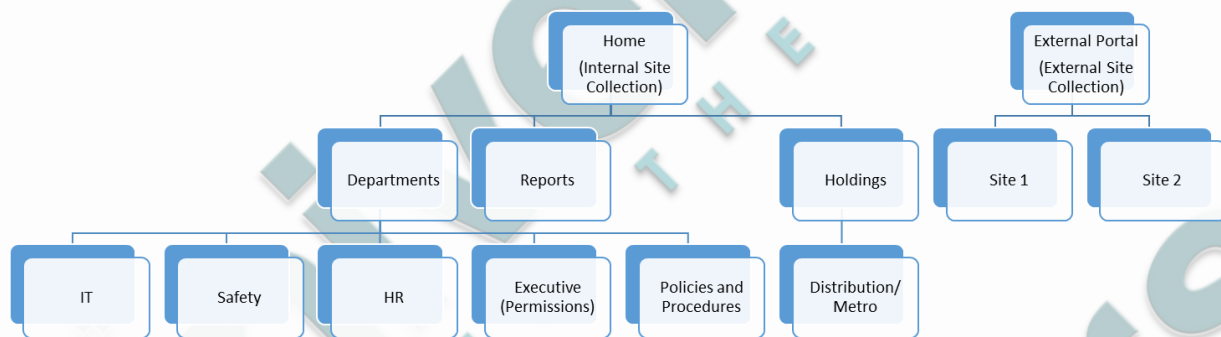 Home
(Internal Site
Collection)
External Portal
(External Site
Collection)
Departments
Reports
Holdings
Site 1
Site 2
IT
Safety
HR
Executive
(Permissions)
Policies and
Procedures
Distribution/
Metro
THE